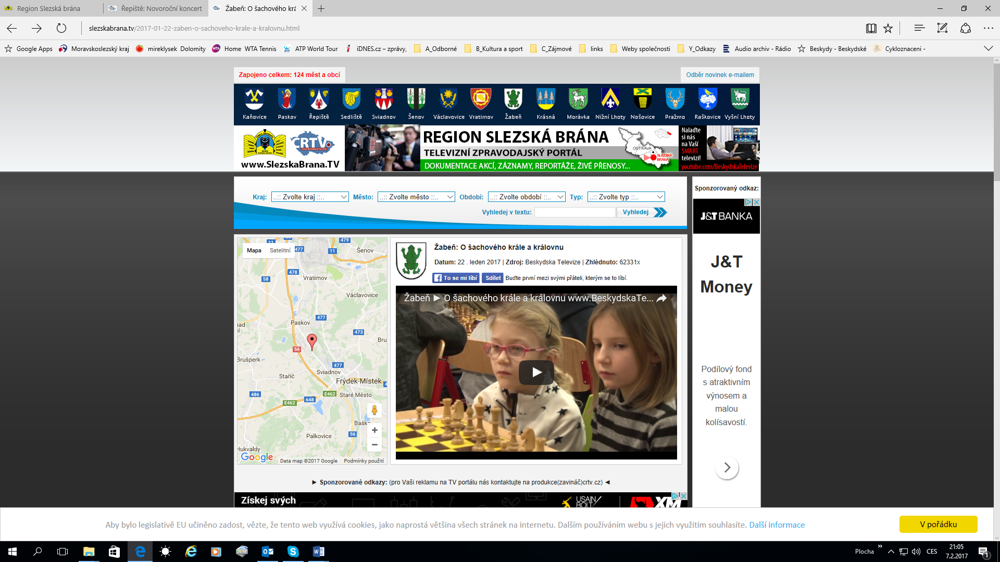 Region Slezská brána
Řepiště: Novoroční koncert
Žabeň: O šachového krá
slezskabrana.tv/2017-01-22-zaben-o-sachoveho-krale-a-kralovnu.html
Google Apps
Moravskoslezský kraj
mireklysek Dolomity
Home WTA Tennis
ATP World Tour
iDNES.cz – zprávy,
A_Odborné
B_Kultura a sport
C_Zájmové
links
Weby společnosti
Y_Odkazy
Audio archiv - Rádio
Beskydy - Beskydské
Cykloznaceni -
Zapojeno celkem: 124 měst a obcí
Odběr novinek e-mailem
Kaňovice Paskov Řepiště Sedliště Sviadnov Šenov Václavovice Vratimov Žabeň Krásná Morávka Nižní Lhoty Nošovice Pražmo Raškovice Vyšní Lhoty
CRTV
www.SlezskaBrana.TV
REGION SLEZSKÁ BRÁNA
TELEVIZNÍ ZPRAVODAJSKÝ PORTÁL
DOKUMENTACE AKCÍ, ZÁZNAMY, REPORTÁŽE, ŽIVÉ PŘENOSY...
OSTRAVA
SLEZSKÁ
BRÁNA
Nalaďte
si nás
na Vaší
SMART
televizi!
youtube.com/BeskydskaTelevize
Kraj: ..:: Zvolte kraj ::.. Město: ..:: Zvolte město ::.. Období: ..:: Zvolte období ::.. Typ: ..:: Zvolte typ ::..
Vyhledej v textu: Vyhledej
Sponzorovaný odkaz:
J&T BANKA
J&T
Money
Podílový fond
s atraktivním
výnosem a
malou
kolísavostí.
Mapa Satelitní
479
11
477
11
Šenov
478
58
Vratimov
Václavovice
477
Paskov
473
56
Bru
Brušperk
477
Sviadnov
Staříč
Frýdek-Místek
486
E462
Staré Město
648
E462
Baška
56
Palkovice
Hukvaldy
Google
Data map ©2017 Google Podmínky použití
Žabeň: O šachového krále a královnu
Datum: 22 . leden 2017 | Zdroj: Beskydska Televize | Zhlédnuto: 62331x
To se mi líbí Sdílet Buďte první mezi svými přáteli, kterým se to líbí.
Žabeň ► O šachového krále a královnu www.BeskydskaTe...
► Sponzorované odkazy: (pro Vaši reklamu na TV portálu nás kontaktujte na produkce(zavináč)crtv.cz) ◄
Získej svých
USAIN
BOLT
XM
Aby bylo legislativě EU učiněno zadost, vězte, že tento web využívá cookies, jako naprostá většina všech stránek na internetu. Dalším používáním webu s jejich využitím souhlasíte. Další informace
V pořádku
Plocha
CES
21:05
7.2.2017
1